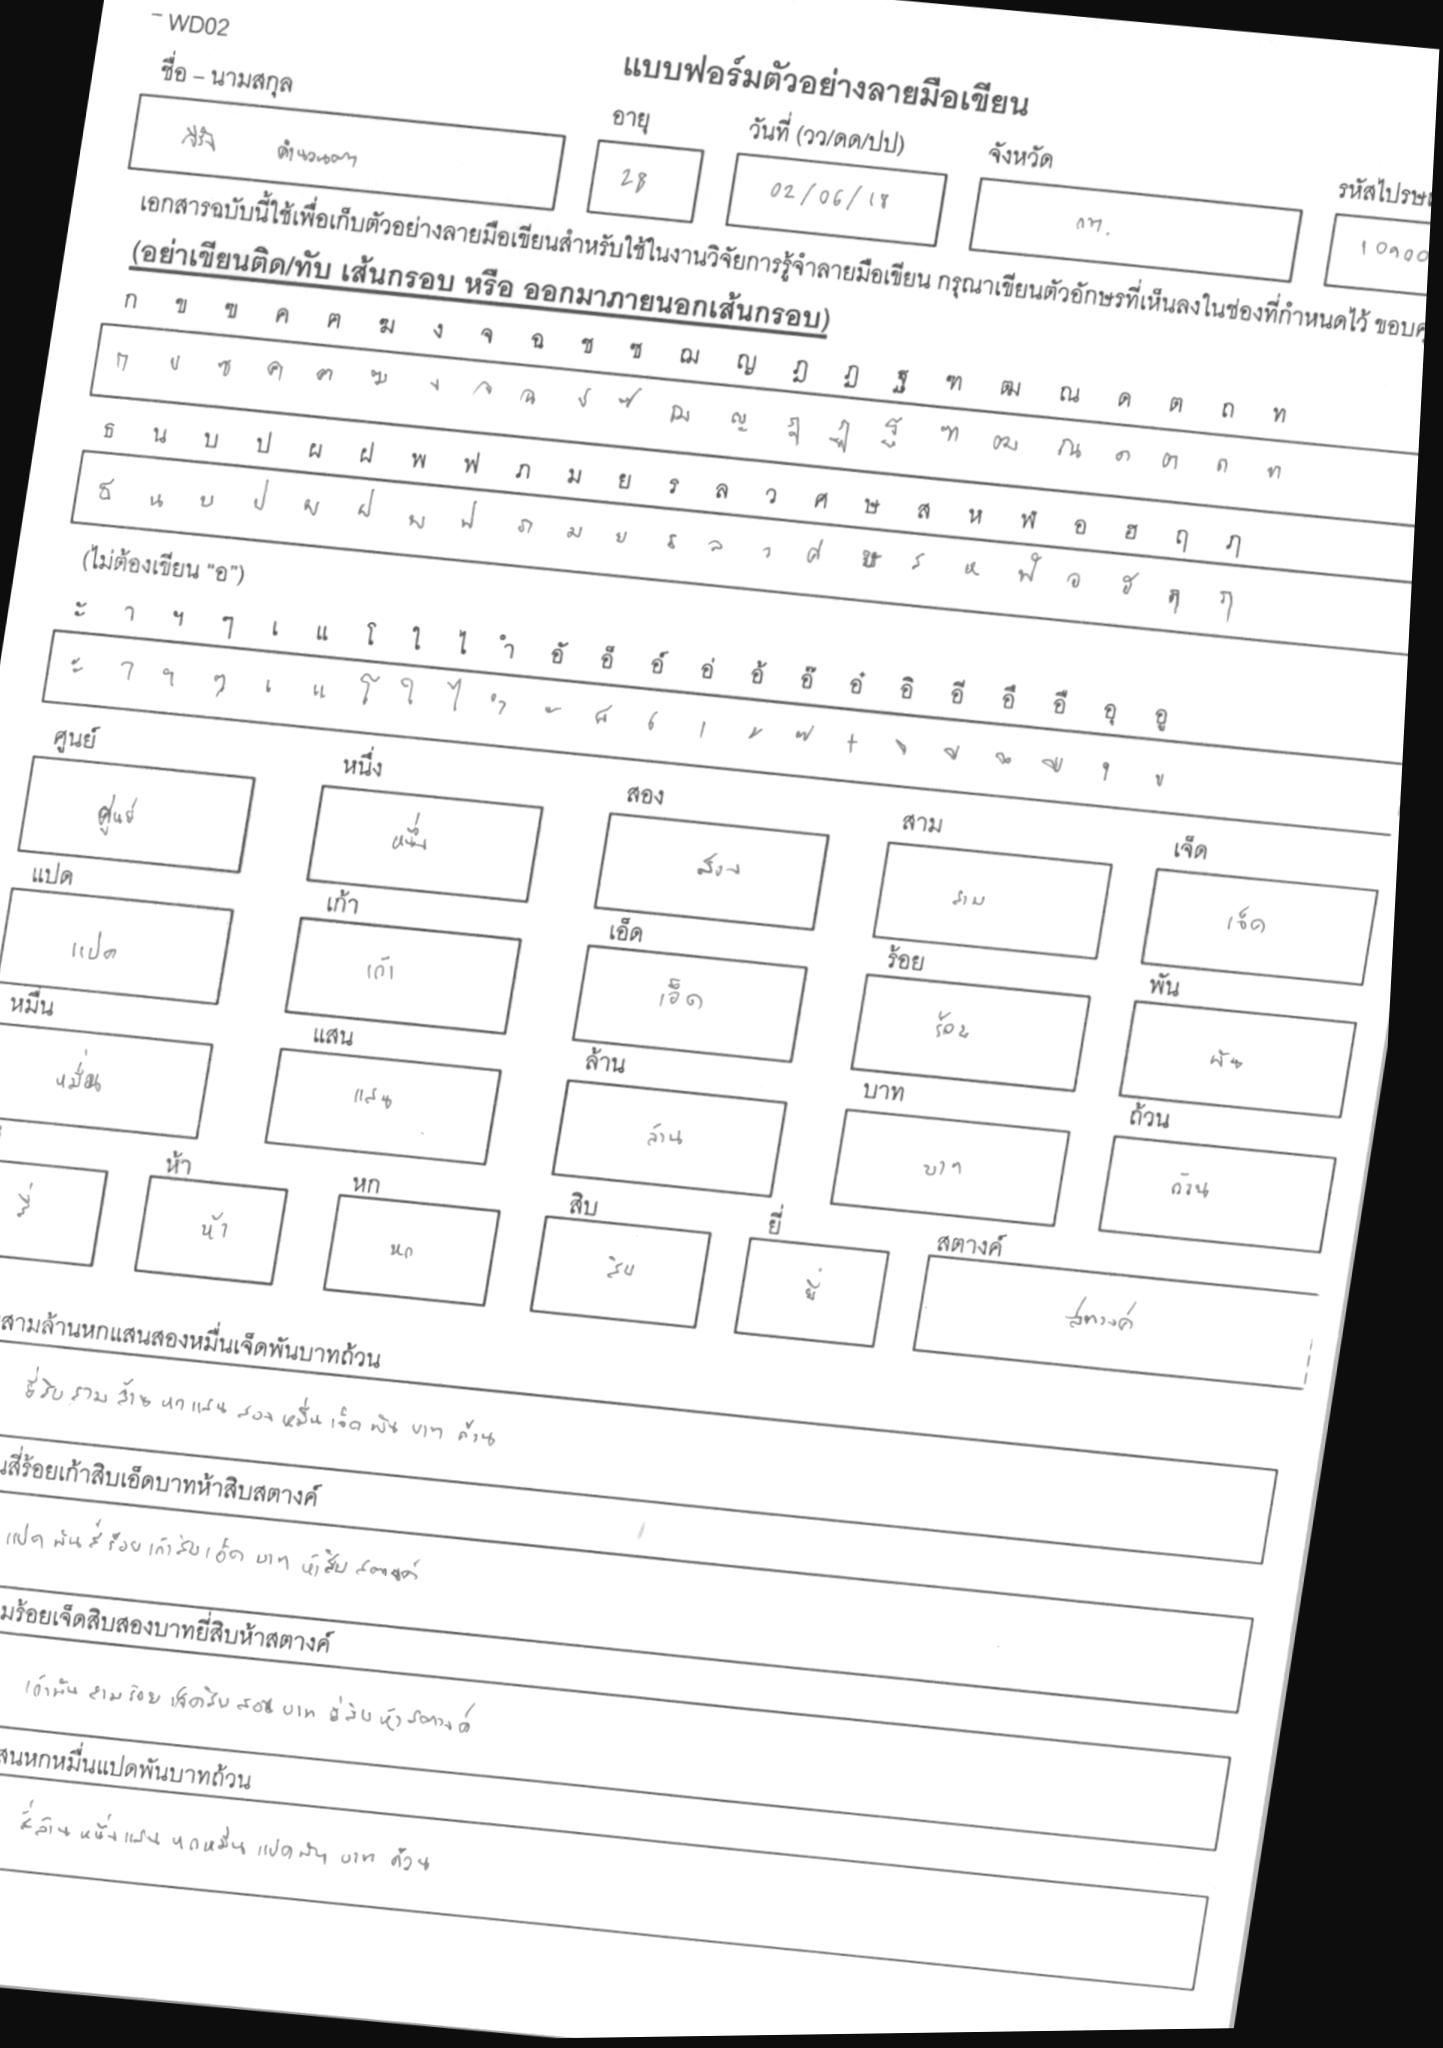 WD02
แบบฟอร์มตัวอย่างลายมือเขียน
ชื่อ – นามสกุล อายุ วันที่ (วว/ดด/ปป) จังหวัด
28 02/06/18 กท. 10900
เอกสารฉบับนี้ใช้เพื่อเก็บตัวอย่างลายมือเขียนสำหรับใช้ในงานวิจัยการรู้จำลายมือเขียน กรุณาเขียนตัวอักษรที่เห็นลงในช่องที่กำหนดไว้
(อย่าเขียนติด/ทับ เส้นกรอบ หรือ ออกมาภายนอกเส้นกรอบ)
ก ข ฃ ค ฅ ฆ ง จ ฉ ช ซ ฌ ญ ฎ ฏ ฐ ฑ ฒ ณ ด ต ถ ท
ก ข ฃ ค ฅ ฆ ง จ ฉ ช ซ ฌ ญ ฎ ฏ ฐ ฑ ฒ ณ ด ต ถ ท
ธ น บ ป ผ ฝ พ ฟ ภ ม ย ร ล ว ศ ษ ส ห ฬ อ ฮ ฤ ฦ
ธ น บ ป ผ ฝ พ ฟ ภ ม ย ร ล ว ศ ษ ส ห ฬ อ ฮ ฤ ฦ
(ไม่ต้องเขียน "อ")
ะ า ฯ ๆ เ แ โ ใ ไ ำ อั อ็ อ์ อ่ อ้ อ๊ อ๋ อิ อี อึ อื อุ อู
ะ า ฯ ๆ เ แ โ ใ ไ ำ ั ็ ์ ่ ้ ๊ ๋ ิ ี ึ ื ุ ู
ศูนย์ หนึ่ง สอง สาม เจ็ด
ศูนย์ หนึ่ง สอง สาม เจ็ด
แปด เก้า เอ็ด ร้อย พัน
แปด เก้า เอ็ด ร้อย พัน
หมื่น แสน ล้าน บาท ถ้วน
หมื่น แสน ล้าน บาท ถ้วน
ห้า หก สิบ ยี่ สตางค์
สี่ ห้า หก สิบ ยี่ สตางค์
สามล้านหกแสนสองหมื่นเจ็ดพันบาทถ้วน
ยี่สิบ สาม ล้าน หก แสน สอง หมื่น เจ็ด พัน บาท ถ้วน
สี่ร้อยเก้าสิบเอ็ดบาทห้าสิบสตางค์
แปด พัน สี่ ร้อย เก้า สิบ เอ็ด บาท ห้า สิบ สตางค์
ร้อยเจ็ดสิบสองบาทยี่สิบห้าสตางค์
เก้าพัน สาม ร้อย เจ็ดสิบ สอง บาท ยี่ สิบ ห้า สตางค์
หกหมื่นแปดพันบาทถ้วน
สี่ล้าน หนึ่ง แสน หก หมื่น แปด พัน บาท ถ้วน